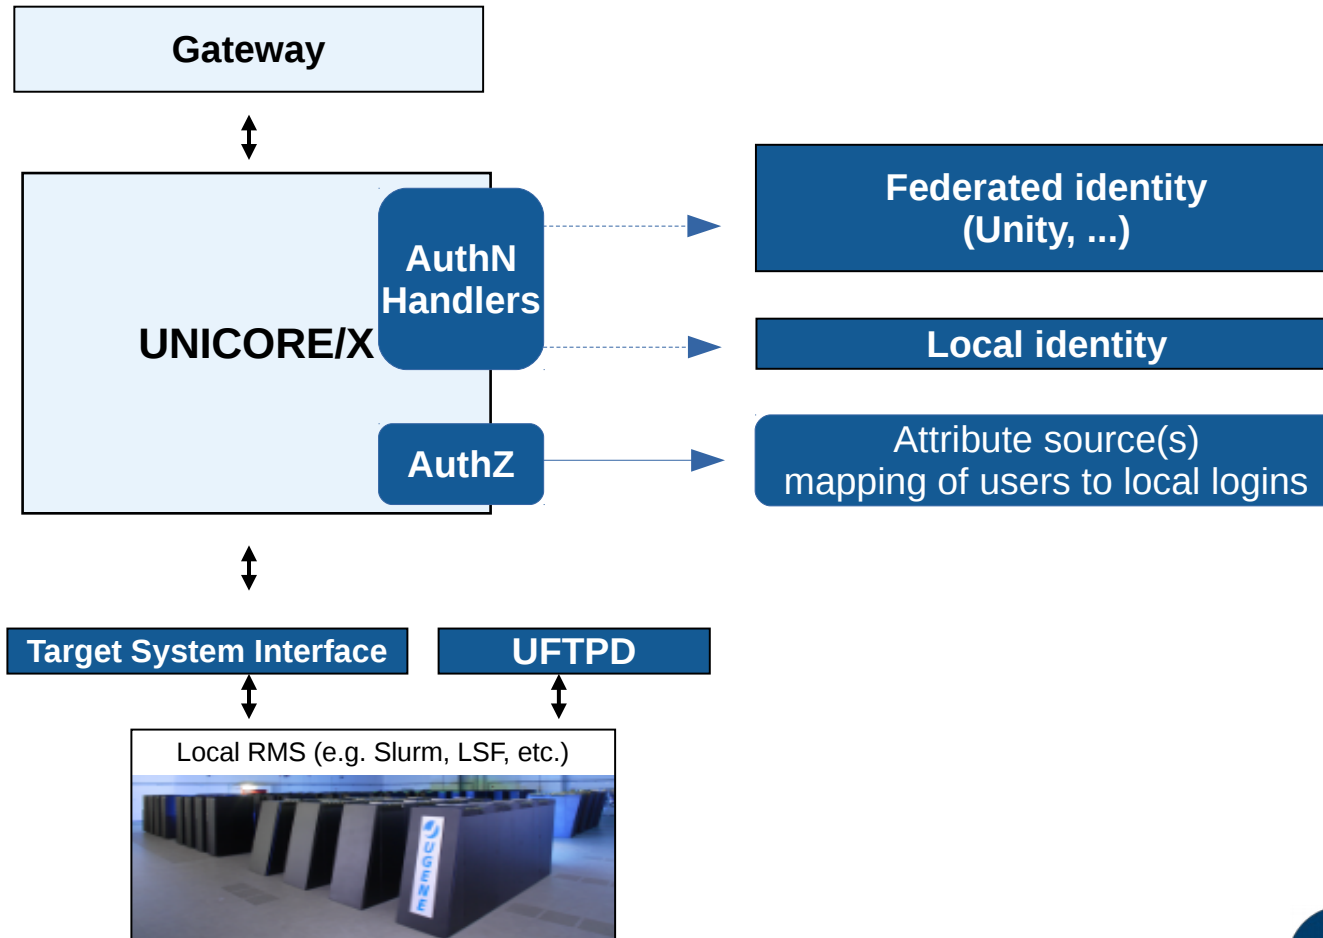 Gateway
UNICORE/X
AuthN
Handlers
AuthZ
Federated identity
(Unity, ...)
Local identity
Attribute source(s)
mapping of users to local logins
Target System Interface
UFTPD
Local RMS (e.g. Slurm, LSF, etc.)
JUGENE